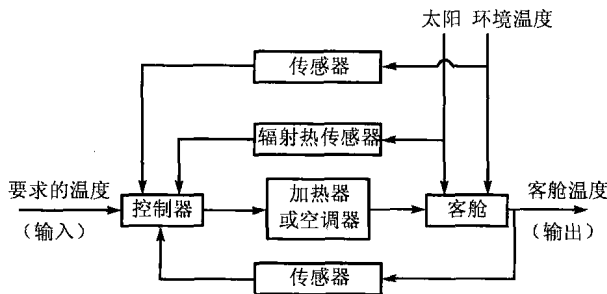 太阳 环境温度
传感器
辐射热传感器
要求的温度
(输入)
控制器
加热器
或空调器
客舱
客舱温度
(输出)
传感器